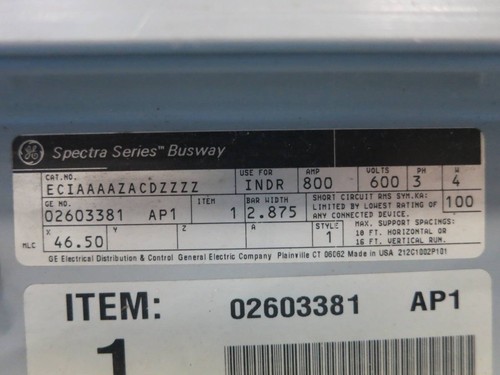 GE Spectra Series™ Busway
CAT.NO. USE FOR AMP VOLTS PH W
ECIAAAAZACDZZZZ INDR 800 600 3 4
GE NO. ITEM BAR WIDTH SHORT CIRCUIT RMS SYM.KA:
02603381 AP1 1 2.875 LIMITED BY LOWEST RATING OF 100
ANY CONNECTED DEVICE.
X Y Z A STYLE MAX. SUPPORT SPACINGS:
MLC 46.50 1 10 FT. HORIZONTAL OR
16 FT. VERTICAL RUN.
GE Electrical Distribution & Control General Electric Company Plainville CT 06062 Made in USA 212C1002P101
ITEM: 02603381 AP1
1